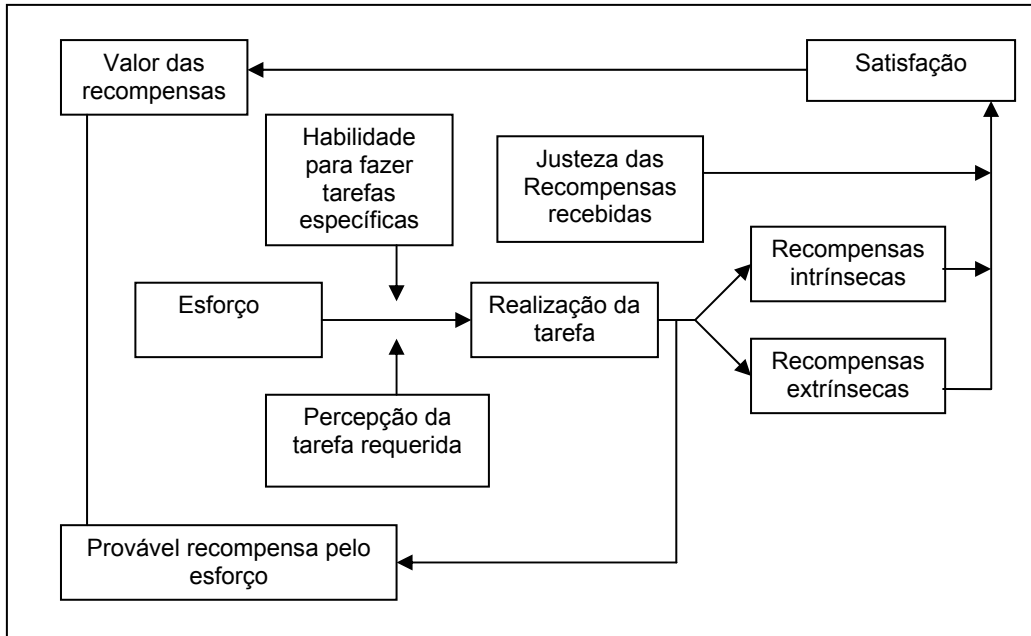 Valor das
recompensas
Satisfação
Habilidade
para fazer
tarefas
específicas
Justeza das
Recompensas
recebidas
Recompensas
intrínsecas
Esforço
Realização da
tarefa
Recompensas
extrínsecas
Percepção da
tarefa requerida
Provável recompensa pelo
esforço